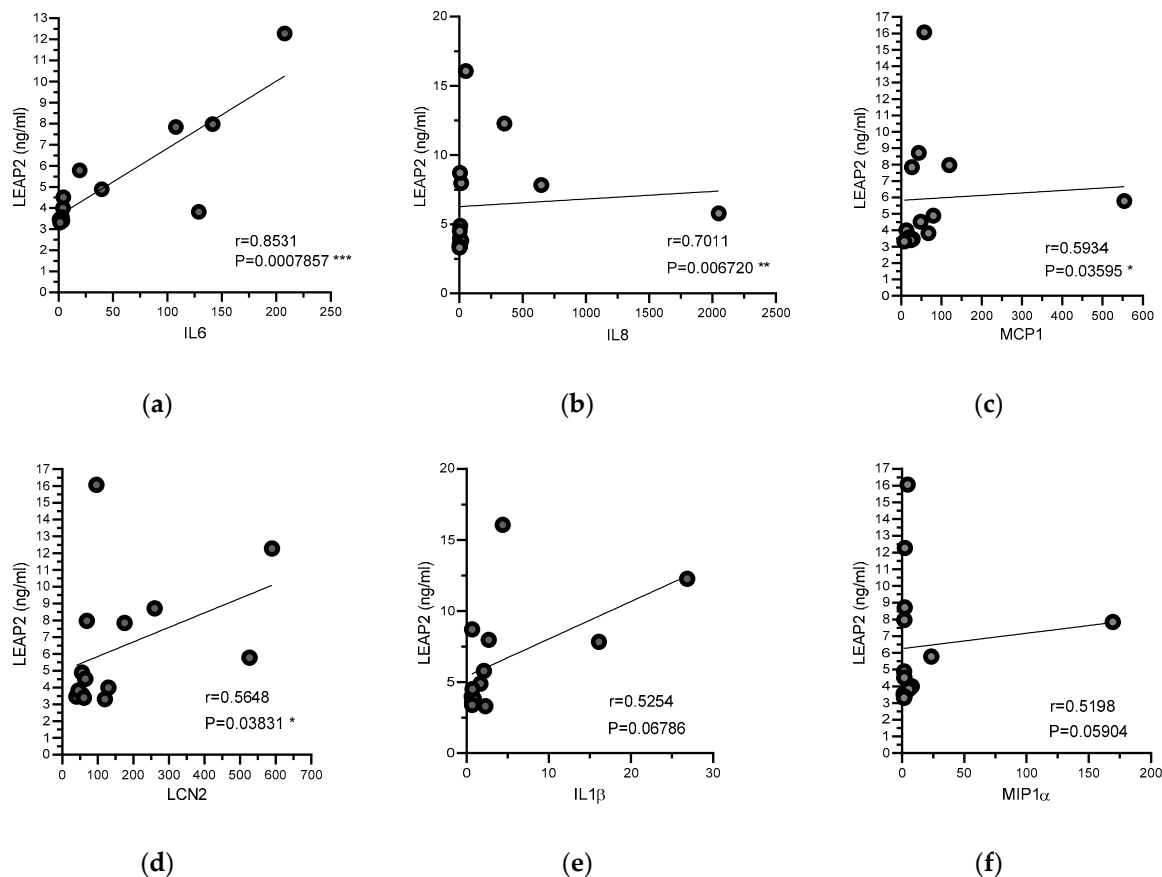 13
12
11
10
9
8
7
6
5
4
3
2
1
0
LEAP2 (ng/ml)
r=0.8531
P=0.0007857 ***
0 50 100 150 200 250
IL6
(a)
20
15
10
5
0
LEAP2 (ng/ml)
r=0.7011
P=0.006720 **
0 500 1000 1500 2000 2500
IL8
(b)
17
16
15
14
13
12
11
10
9
8
7
6
5
4
3
2
1
0
LEAP2 (ng/ml)
r=0.5934
P=0.03595 *
0 100 200 300 400 500 600
MCP1
(c)
17
16
15
14
13
12
11
10
9
8
7
6
5
4
3
2
1
0
LEAP2 (ng/ml)
r=0.5648
P=0.03831 *
0 100 200 300 400 500 600 700
LCN2
(d)
20
15
10
5
0
LEAP2 (ng/ml)
r=0.5254
P=0.06786
0 10 20 30
IL1β
(e)
17
16
15
14
13
12
11
10
9
8
7
6
5
4
3
2
1
0
LEAP2 (ng/ml)
r=0.5198
P=0.05904
0 50 100 150 200
MIP1α
(f)